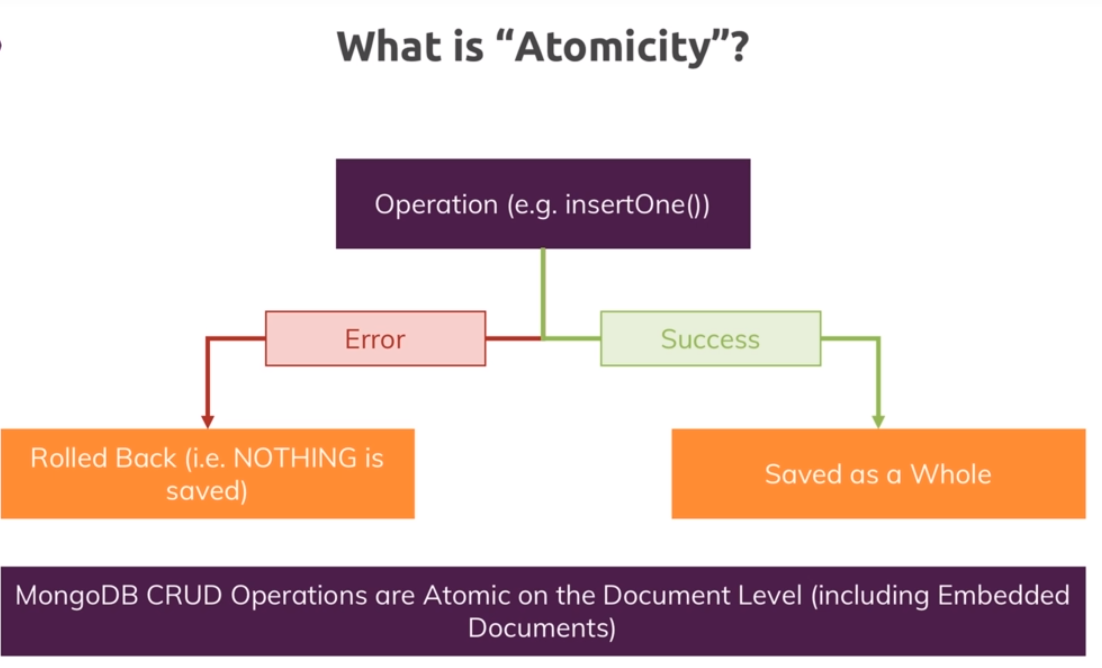 What is “Atomicity”?
Operation (e.g. insertOne())
Error
Success
Rolled Back (i.e. NOTHING is
saved)
Saved as a Whole
MongoDB CRUD Operations are Atomic on the Document Level (including Embedded
Documents)